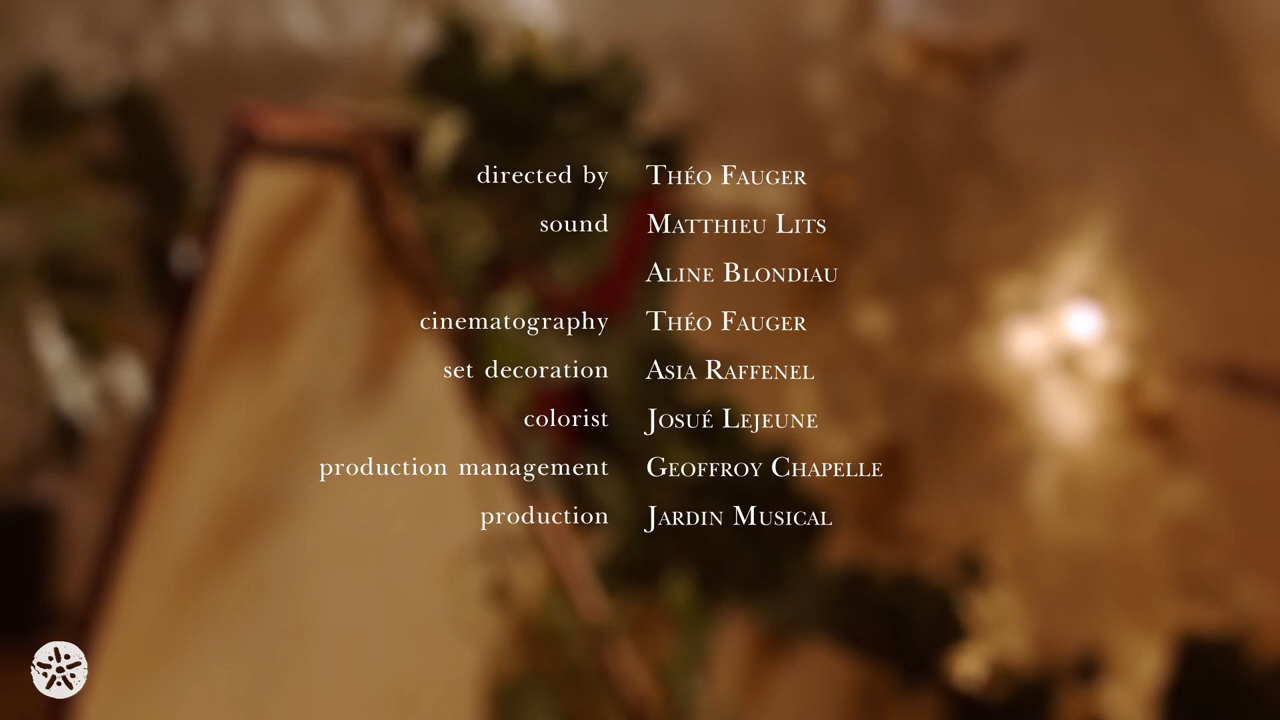 directed by Théo Fauger
sound Matthieu Lits
Aline Blondiau
cinematography Théo Fauger
set decoration Asia Raffenel
colorist Josué Lejeune
production management Geoffroy Chapelle
production Jardin Musical